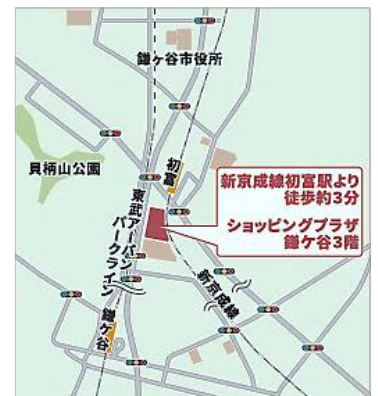 鎌ケ谷市役所
貝柄山公園
初富
新京成線初富駅より
徒歩約3分
ショッピングプラザ
鎌ケ谷3階
東武アーバン
パークライン
新京成線
鎌ケ谷